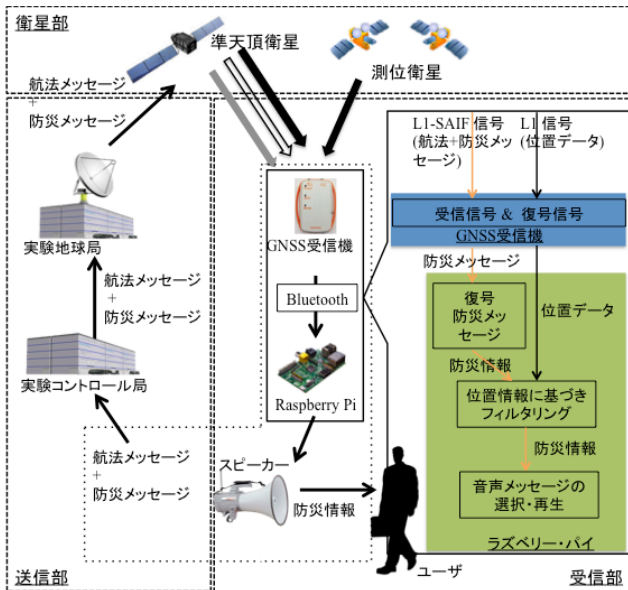 衛星部
準天頂衛星
測位衛星
航法メッセージ
+
防災メッセージ
実験地球局
航法メッセージ
+
防災メッセージ
実験コントロール局
航法メッセージ
+
防災メッセージ
送信部
GNSS受信機
Bluetooth
Raspberry Pi
スピーカー
防災情報
ユーザ
L1-SAIF 信号
(航法+防災メッ
セージ)
L1 信号
(位置データ)
受信信号 & 復号信号
GNSS受信機
防災メッセージ
復号
防災メッ
セージ
位置データ
防災情報
位置情報に基づき
フィルタリング
防災情報
音声メッセージの
選択・再生
ラズベリー・パイ
受信部